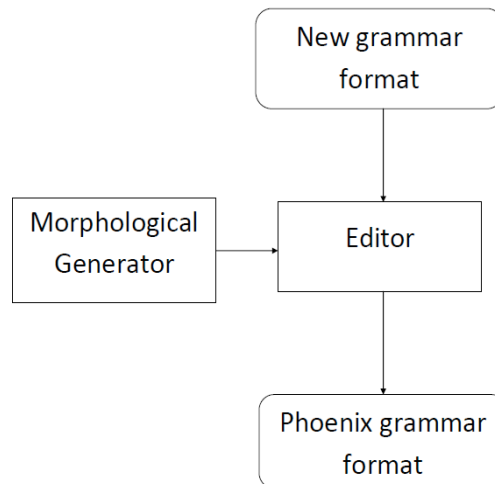 New grammar
format
Morphological
Generator
Editor
Phoenix grammar
format